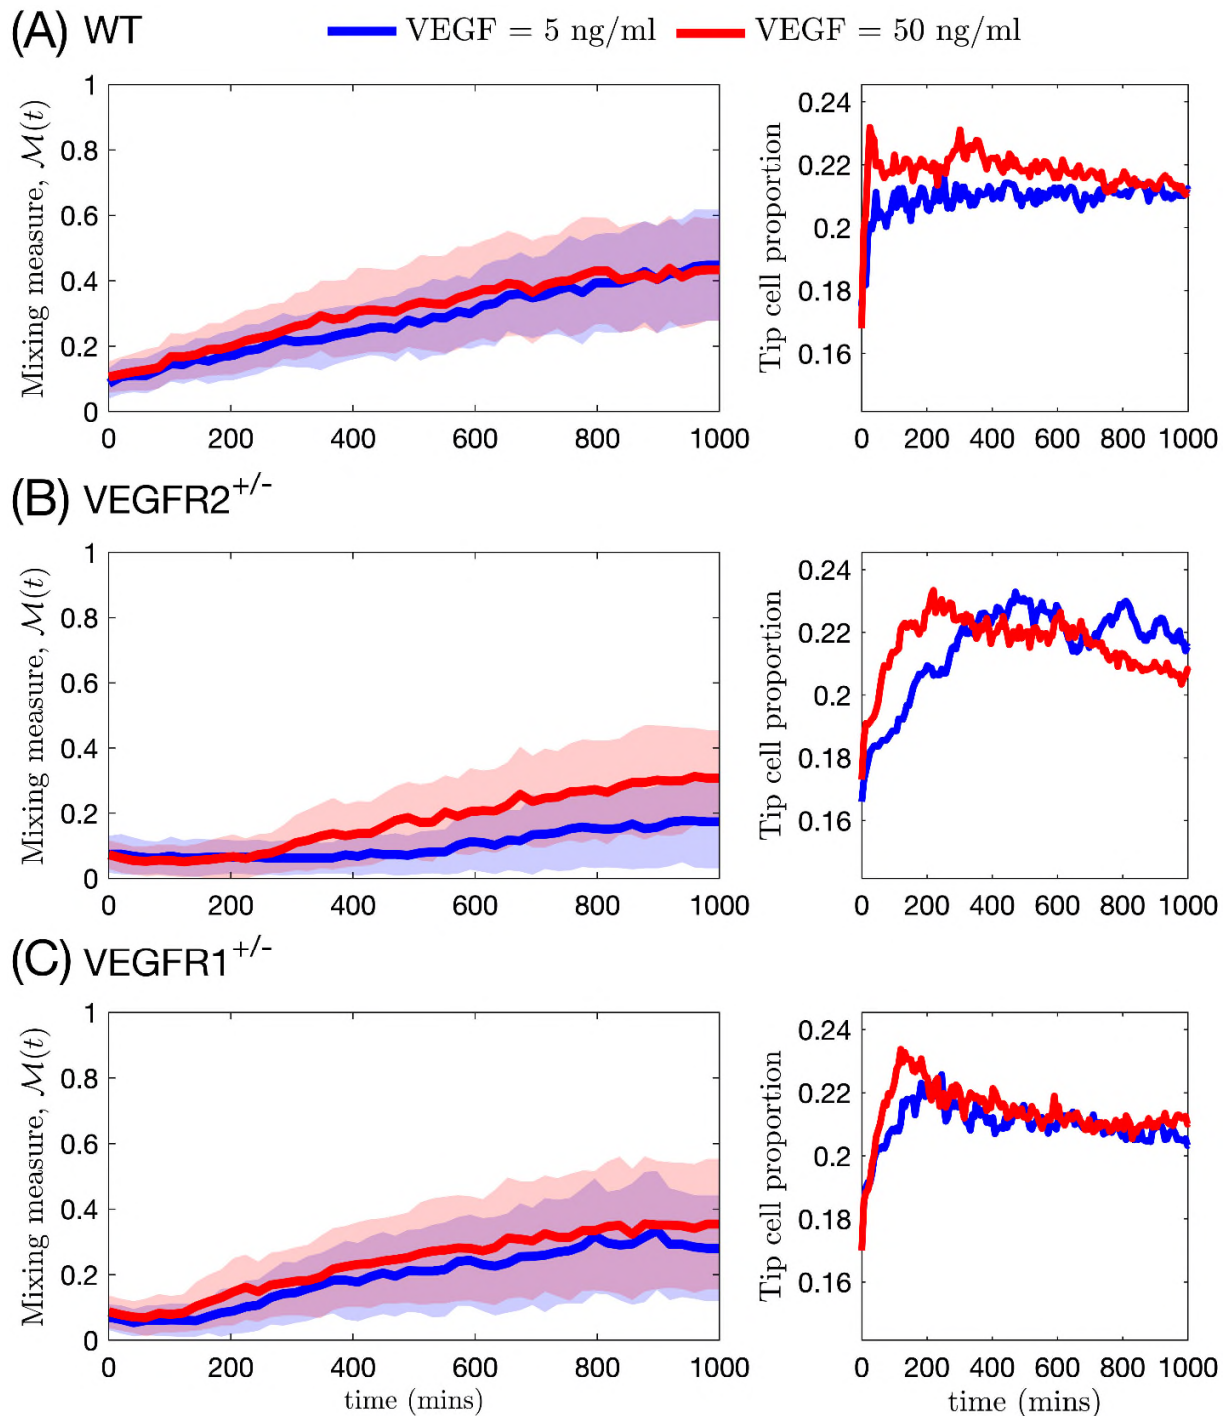 (A) WT
VEGF = 5 ng/ml
VEGF = 50 ng/ml
Mixing measure, ℳ(t)
1
0.8
0.6
0.4
0.2
0
0 200 400 600 800 1000
Tip cell proportion
0.24
0.22
0.2
0.18
0.16
0 200 400 600 800 1000
(B) VEGFR2+/-
Mixing measure, ℳ(t)
1
0.8
0.6
0.4
0.2
0
0 200 400 600 800 1000
Tip cell proportion
0.24
0.22
0.2
0.18
0.16
0 200 400 600 800 1000
(C) VEGFR1+/-
Mixing measure, ℳ(t)
1
0.8
0.6
0.4
0.2
0
0 200 400 600 800 1000
time (mins)
Tip cell proportion
0.24
0.22
0.2
0.18
0.16
0 200 400 600 800 1000
time (mins)